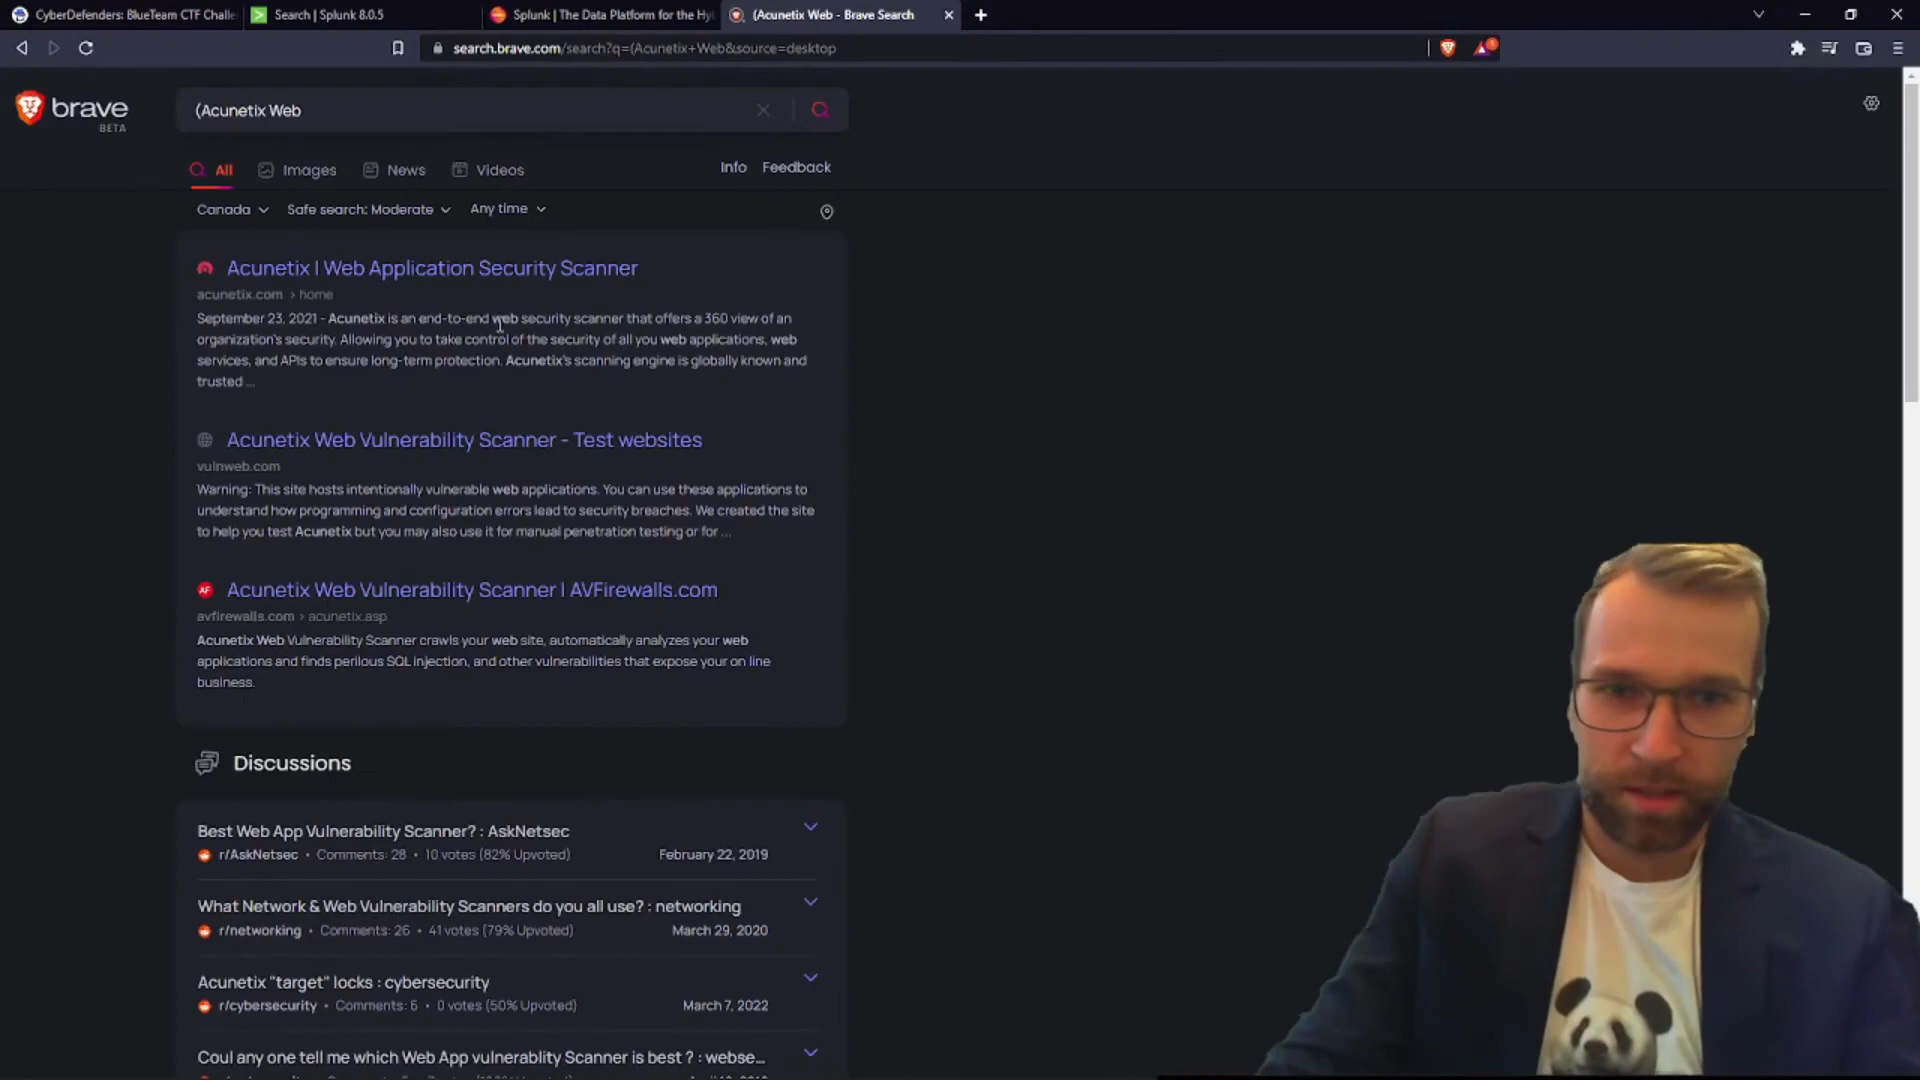 CyberDefenders: BlueTeam CTF Challe
Search | Splunk 8.0.5
Splunk | The Data Platform for the Hy
(Acunetix Web - Brave Search
search.brave.com/search?q=(Acunetix+Web&source=desktop
brave
BETA
(Acunetix Web
All
Images
News
Videos
Info
Feedback
Canada
Safe search: Moderate
Any time
Acunetix | Web Application Security Scanner
acunetix.com › home
September 23, 2021 - Acunetix is an end-to-end web security scanner that offers a 360 view of an
organization's security. Allowing you to take control of the security of all you web applications, web
services, and APIs to ensure long-term protection. Acunetix's scanning engine is globally known and
trusted ...
Acunetix Web Vulnerability Scanner - Test websites
vulnweb.com
Warning: This site hosts intentionally vulnerable web applications. You can use these applications to
understand how programming and configuration errors lead to security breaches. We created the site
to help you test Acunetix but you may also use it for manual penetration testing or for ...
AF
Acunetix Web Vulnerability Scanner | AVFirewalls.com
avfirewalls.com › acunetix.asp
Acunetix Web Vulnerability Scanner crawls your web site, automatically analyzes your web
applications and finds perilous SQL injection, and other vulnerabilities that expose your on line
business.
Discussions
Best Web App Vulnerability Scanner? : AskNetsec
r/AskNetsec • Comments: 28 • 10 votes (82% Upvoted)
February 22, 2019
What Network & Web Vulnerability Scanners do you all use? : networking
r/networking • Comments: 26 • 41 votes (79% Upvoted)
March 29, 2020
Acunetix "target" locks : cybersecurity
r/cybersecurity • Comments: 6 • 0 votes (50% Upvoted)
March 7, 2022
Coul any one tell me which Web App vulnerablity Scanner is best ? : webse...